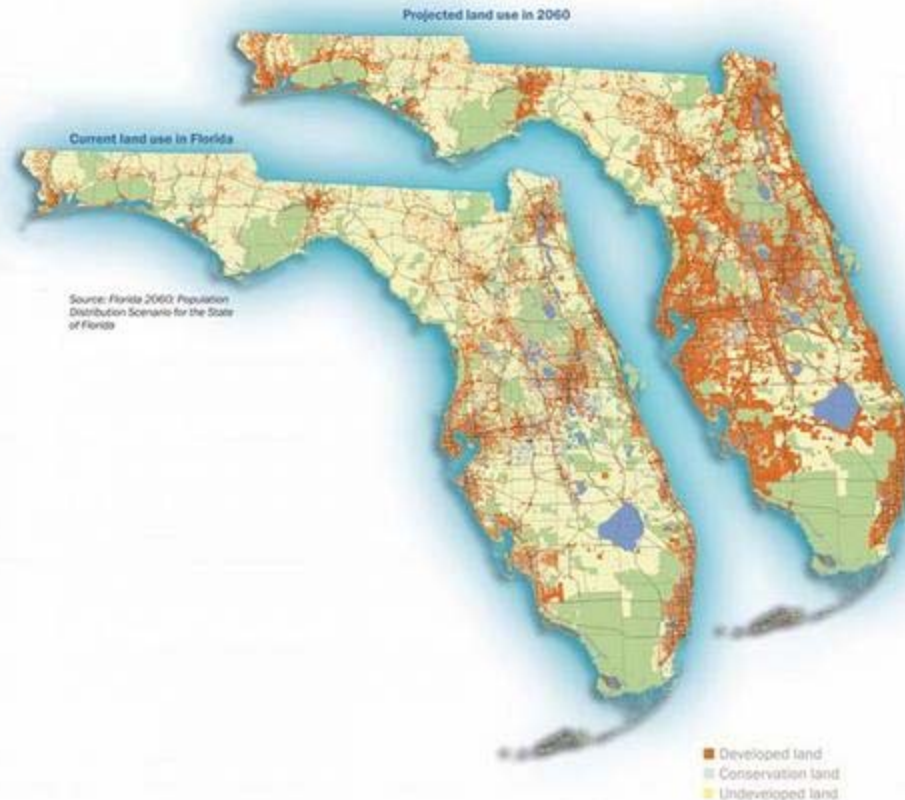 Projected land use in 2060
Current land use in Florida
Source: Florida 2060: Population
Distribution Scenario for the State
of Florida
Developed land
Conservation land
Undeveloped land